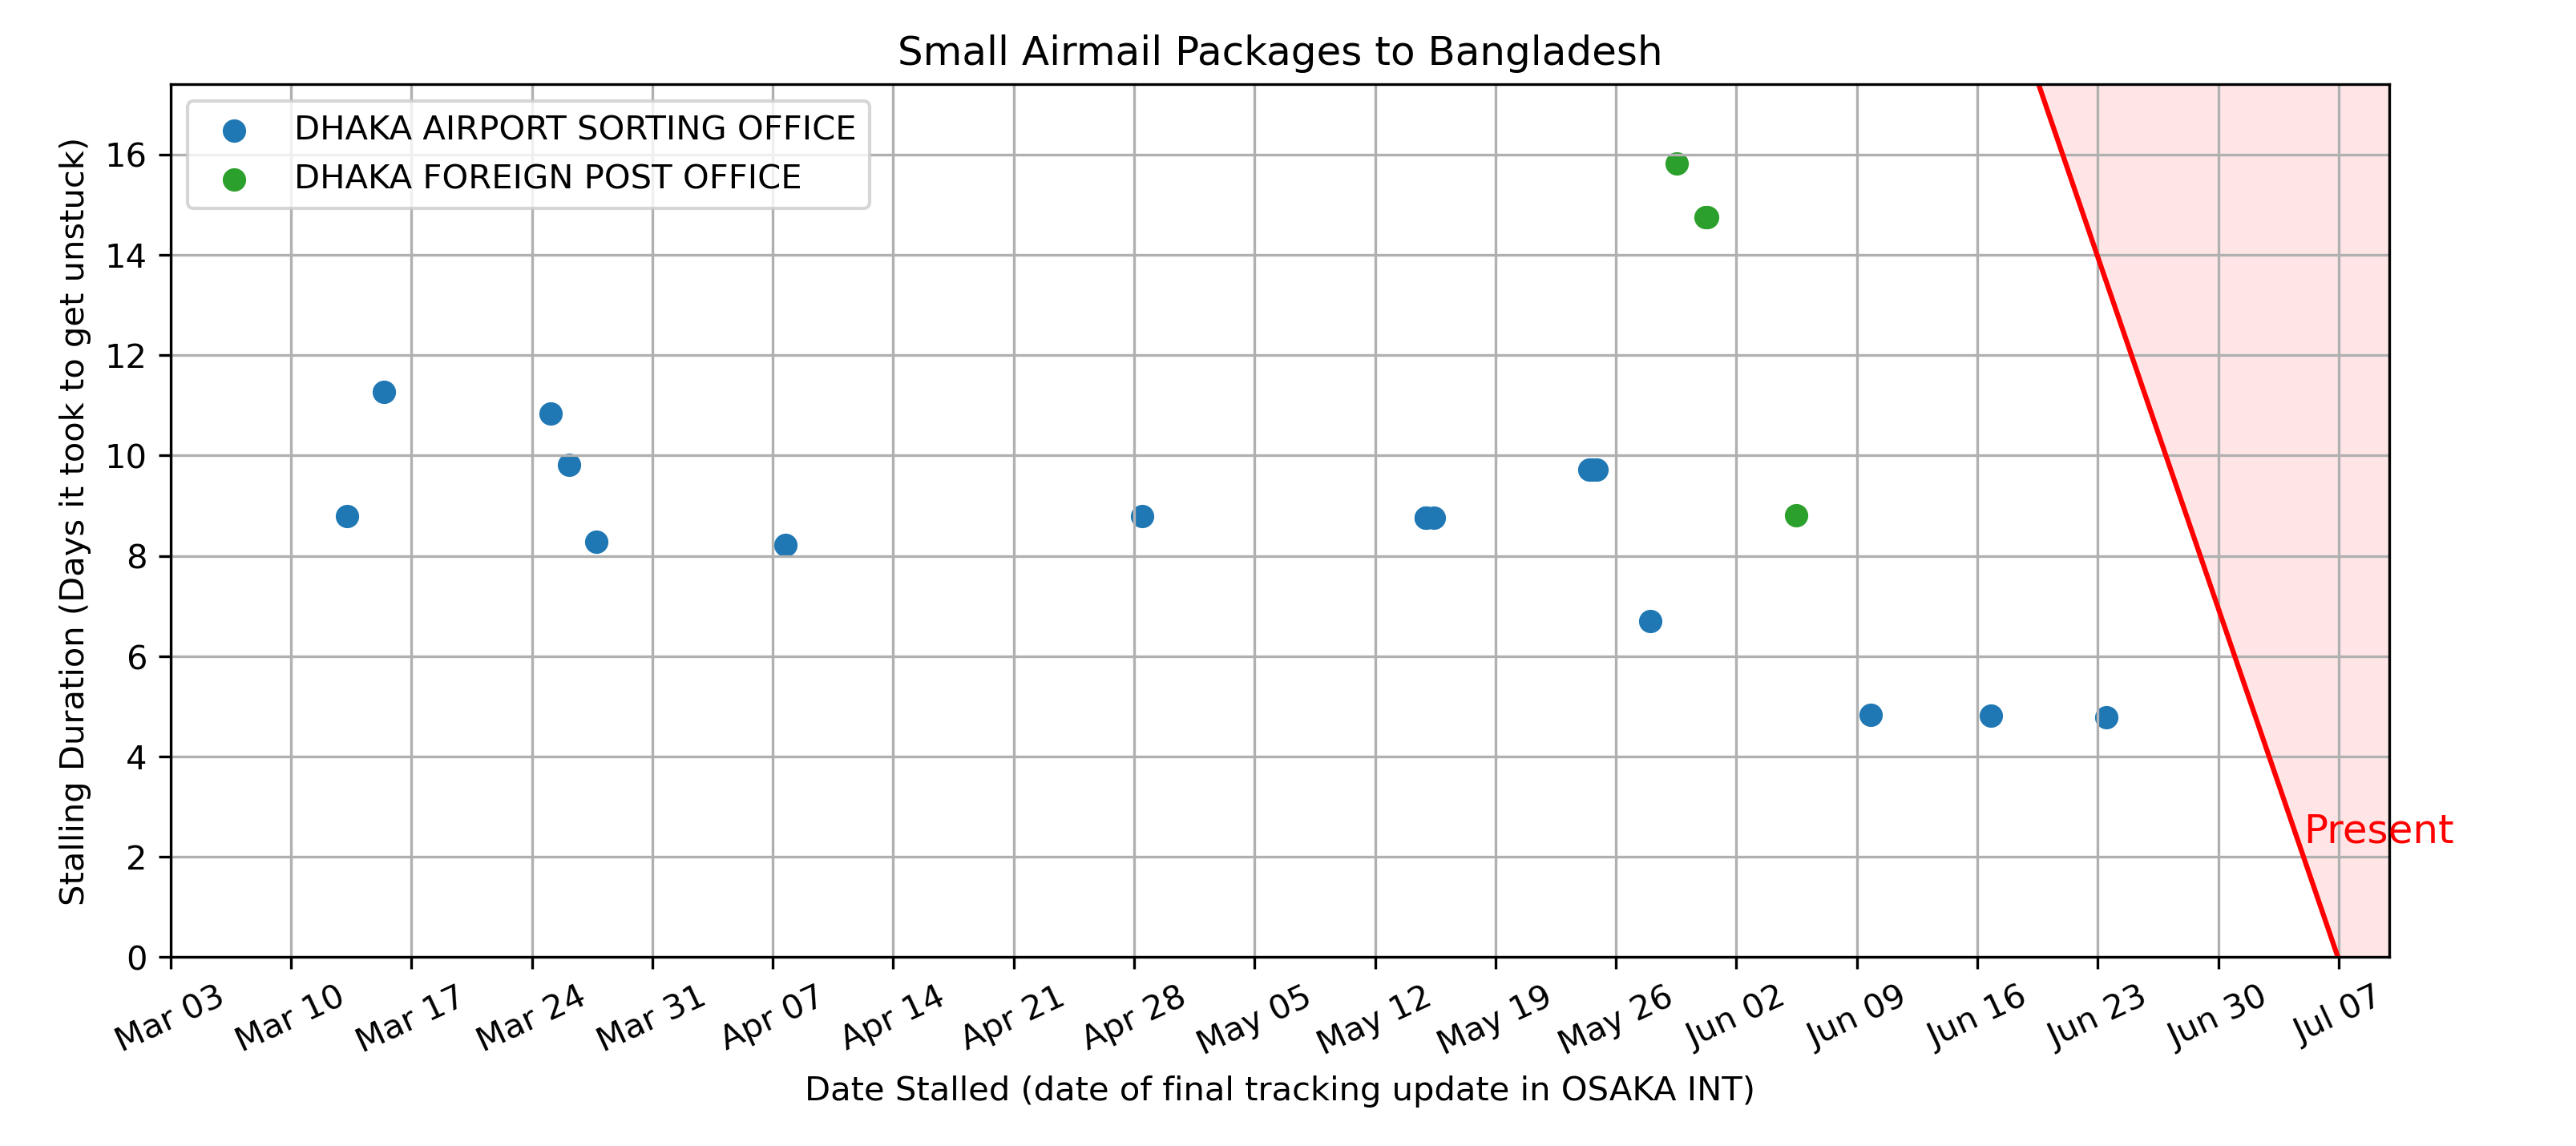 Small Airmail Packages to Bangladesh
DHAKA AIRPORT SORTING OFFICE
DHAKA FOREIGN POST OFFICE
Stalling Duration (Days it took to get unstuck)
16
14
12
10
8
6
4
2
0
Present
Mar 03 Mar 10 Mar 17 Mar 24 Mar 31 Apr 07 Apr 14 Apr 21 Apr 28 May 05 May 12 May 19 May 26 Jun 02 Jun 09 Jun 16 Jun 23 Jun 30 Jul 07
Date Stalled (date of final tracking update in OSAKA INT)